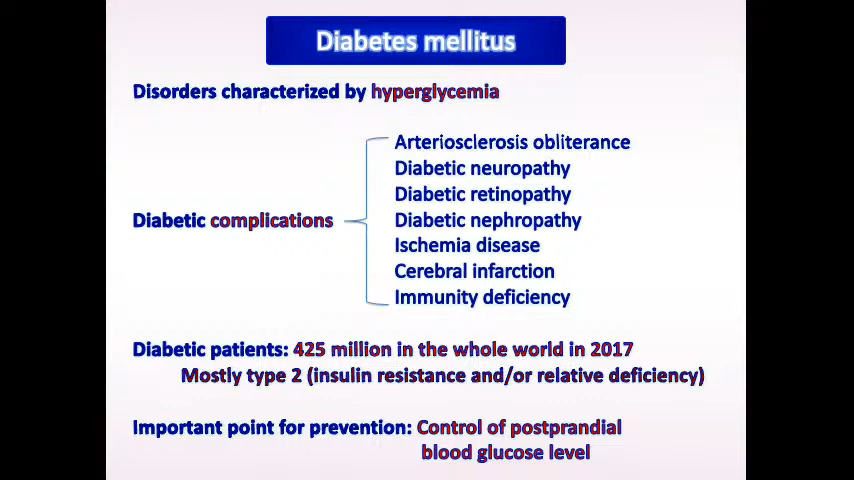 Diabetes mellitus
Disorders characterized by hyperglycemia
Diabetic complications
Arteriosclerosis obliterance
Diabetic neuropathy
Diabetic retinopathy
Diabetic nephropathy
Ischemia disease
Cerebral infarction
Immunity deficiency
Diabetic patients: 425 million in the whole world in 2017
Mostly type 2 (insulin resistance and/or relative deficiency)
Important point for prevention: Control of postprandial
blood glucose level